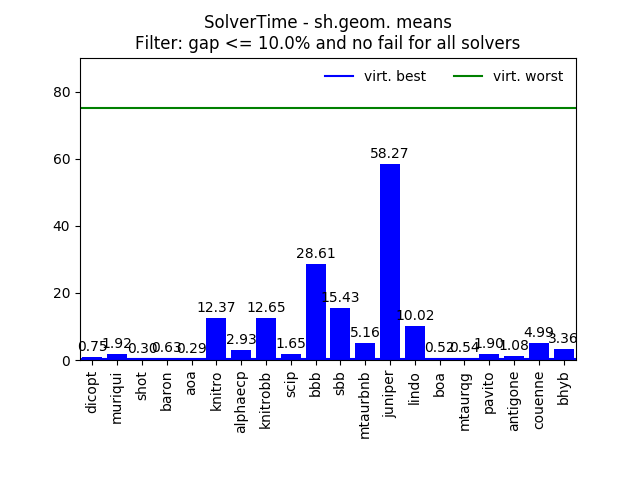 SolverTime - sh.geom. means
Filter: gap <= 10.0% and no fail for all solvers
virt. best virt. worst
80
60
40
20
0
0.75 1.92 0.30 0.63 0.29 12.37 2.93 12.65 1.65 28.61 15.43 5.16 58.27 10.02 0.52 0.54 1.90 1.08 4.99 3.36
dicopt muriqui shot baron aoa knitro alphaecp knitrobb scip bbb sbb mtaurbnb juniper lindo boa mtaurqg pavito antigone couenne bhyb